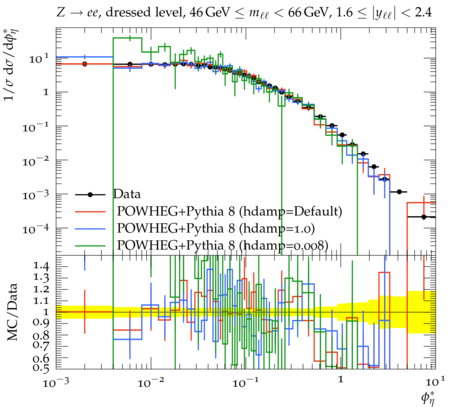 Z → ee, dressed level, 46 GeV ≤ mℓℓ < 66 GeV, 1.6 ≤ |yℓℓ| < 2.4
1/σ dσ/dϕ*η
10¹
1
10⁻¹
10⁻²
10⁻³
10⁻⁴
Data
POWHEG+Pythia 8 (hdamp=Default)
POWHEG+Pythia 8 (hdamp=1.0)
POWHEG+Pythia 8 (hdamp=0.008)
MC/Data
1.4
1.3
1.2
1.1
1
0.9
0.8
0.7
0.6
0.5
10⁻³ 10⁻² 10⁻¹ 1 10¹
ϕ*η